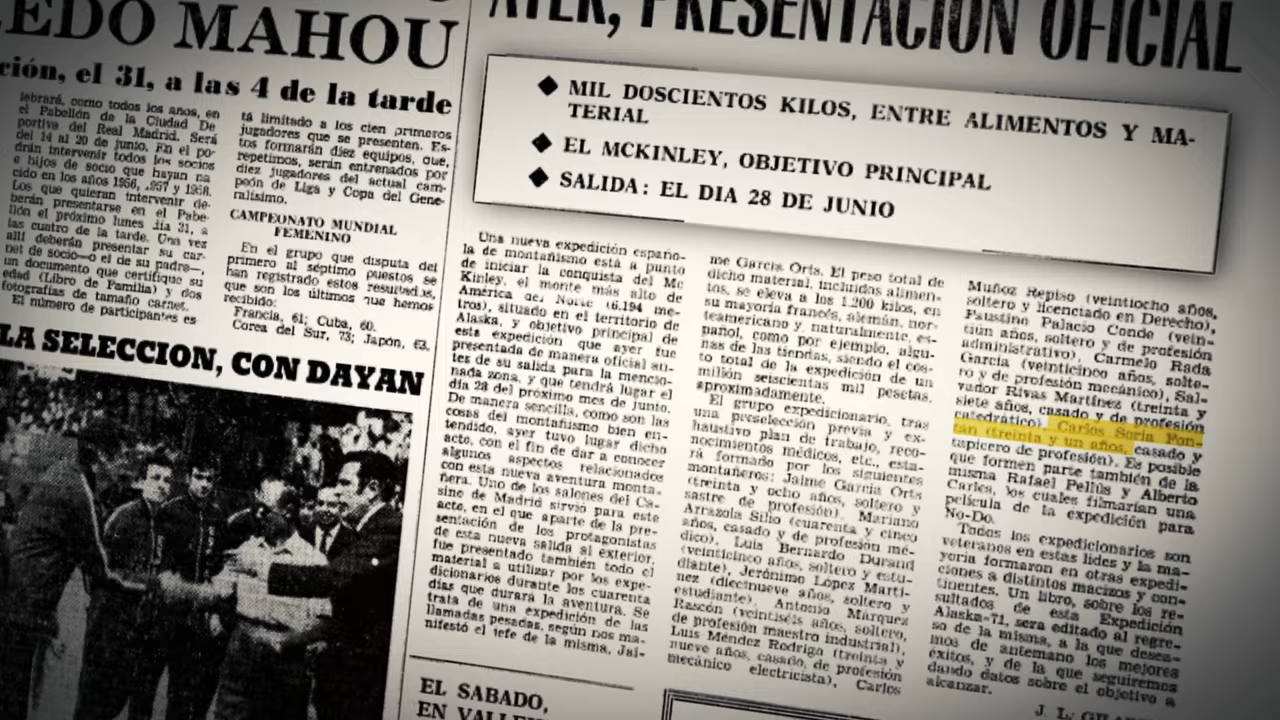 EDO MAHOU
ción, el 31, a las 4 de la tarde
lebrará, como todos los años, en
el Pabellón de la Ciudad De
portiva del Real Madrid. Será
del 14 al 20 de junio. En el po-
drán intervenir todos los socios
e hijos de socio que hayan na
cido en los años 1956, .957 y 1958.
Los que quieran intervenir de-
berán presentarse en el Pabe-
llón el próximo lunes día 31, a
las cuatro de la tarde. Una vez
allí deberán presentar su car-
net de socio—o el de su padre—,
un documento que certifique su
edad (Libro de Familia) y dos
fotografías de tamaño carnet.
El número de participantes es
tá limitado a los cien primeros
jugadores que se presenten. Es-
tos formarán diez equipos, que,
repetimos, serán entrenados por
diez jugadores del actual cam-
peón de Liga y Copa del Gene-
ralísimo.
CAMPEONATO MUNDIAL
FEMENINO
En el grupo que disputa del
primero al séptimo puestos se
han registrado estos resultados,
que son los últimos que hemos
recibido:
Francia, 61; Cuba, 60.
Corea del Sur, 73; Japón, 63.
LA SELECCION, CON DAYAN
AYER, PRESENTACION OFICIAL
◆ MIL DOSCIENTOS KILOS, ENTRE ALIMENTOS Y MA-
TERIAL
◆ EL MCKINLEY, OBJETIVO PRINCIPAL
◆ SALIDA: EL DIA 28 DE JUNIO
Una nueva expedición españo-
la de montañismo está a punto
de iniciar la conquista del Mc
Kinley, el monte más alto de
América del Norte (6.194 me-
tros), situado en el territorio de
Alaska, y objetivo principal de
esta expedición que ayer fue
presentada de manera oficial an-
tes de su salida para la mencio-
nada zona, y que tendrá lugar el
día 28 del próximo mes de junio.
De manera sencilla, como son las
cosas del montañismo bien en-
tendido, ayer tuvo lugar dicho
acto, con el fin de dar a conocer
algunos aspectos relacionados
con esta nueva aventura monta-
ñera. Uno de los salones del Ca-
sino de Madrid sirvió para este
acto, en el que aparte de la pre-
sentación de los protagonistas
de esta nueva salida al exterior,
fue presentado también todo el
material a utilizar por los expe-
dicionarios durante los cuarenta
días que durará la aventura. Se
trata de una expedición de las
llamadas pesadas, según nos ma-
nifestó el jefe de la misma, Jai-
me García Orts. El peso total de
dicho material, incluidos alimen-
tos, se eleva a los 1.200 kilos, en
su mayoría francés, alemán, nor-
teamericano y, naturalmente, es-
pañol, como por ejemplo, algu-
nas de las tiendas, siendo el cos-
to total de la expedición de un
millón seiscientas mil pesetas,
aproximadamente.
El grupo expedicionario, tras
una preselección previa y ex-
haustivo plan de trabajo, reco-
nocimientos médicos, etc., esta-
rá formado por los siguientes
montañeros: Jaime García Orts
(treinta y ocho años, soltero y
sastre de profesión), Mariano
Arrazola Silio (cuarenta y cinco
años, casado y de profesión mé-
dico), Luis Bernardo Durand
(veinticinco años, soltero y estu-
diante), Jerónimo López Martí-
nez (diecinueve años, soltero y
estudiante), Antonio Márquez
Rascón (veintiséis años, soltero,
de profesión maestro industrial),
Luis Méndez Rodrigo (treinta y
nueve años, casado, de profesión
mecánico electricista), Carlos
Muñoz Repiso (veintiocho años,
soltero y licenciado en Derecho),
Faustino Palacio Conde (vein-
tiún años, soltero y de profesión
administrativo), Carmelo Rada
García (veinticinco años, solte-
ro y de profesión mecánico), Sal-
vador Rivas Martínez (treinta y
siete años, casado y de profesión
catedrático), Carlos Soria Fon-
tán (treinta y un años, casado y
tapicero de profesión). Es posible
que formen parte también de la
misma Rafael Pellús y Alberto
Carles, los cuales filmarían una
película de la expedición para
No-Do.
Todos los expedicionarios son
veteranos en estas lides y la ma-
yoría formaron en otras expedi-
ciones a distintos macizos y con-
tinentes. Un libro, sobre los re-
sultados de esta Expedición
Alaska-71, será editado al regre-
so de la misma, a la que desea-
mos de antemano los mejores
éxitos, y de la que seguiremos
dando datos sobre el objetivo a
alcanzar.
J. L.
EL SABADO,
EN